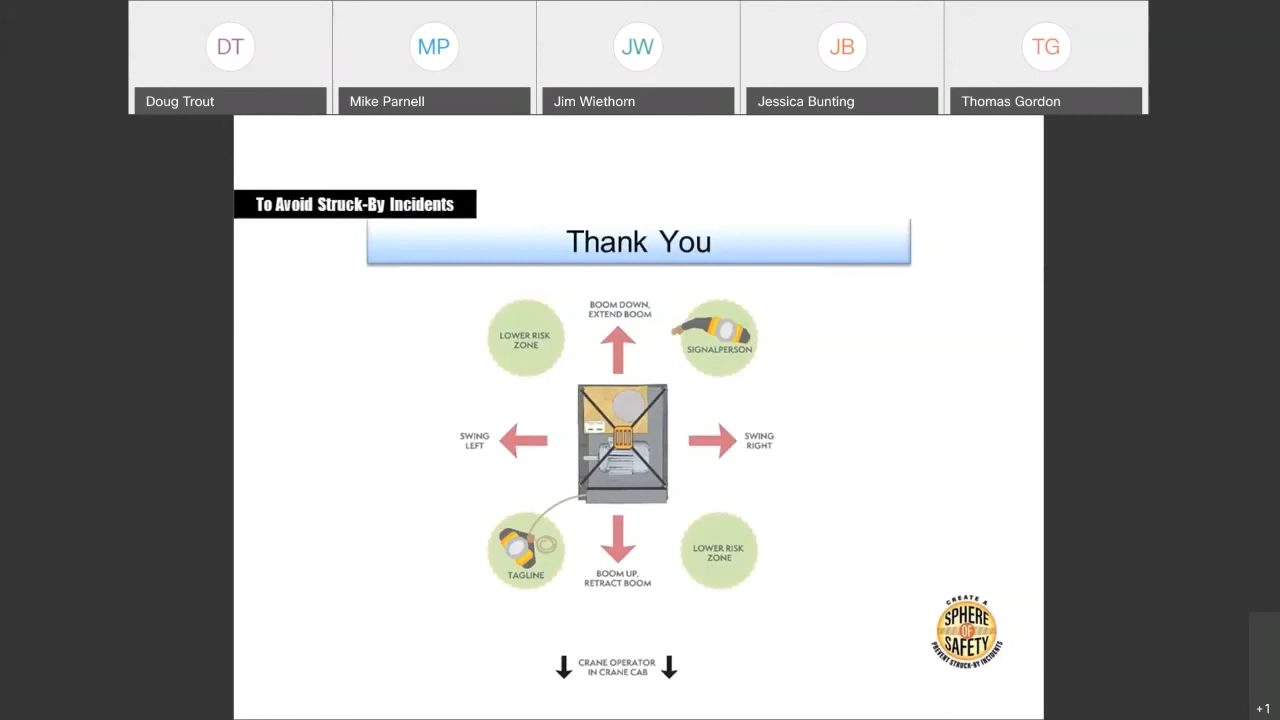 DT
MP
JW
JB
TG
Doug Trout
Mike Parnell
Jim Wiethorn
Jessica Bunting
Thomas Gordon
To Avoid Struck-By Incidents
Thank You
BOOM DOWN,
EXTEND BOOM
LOWER RISK
ZONE
SIGNALPERSON
SWING
LEFT
SWING
RIGHT
TAGLINE
BOOM UP,
RETRACT BOOM
LOWER RISK
ZONE
CREATE A
SPHERE
OF
SAFETY
PREVENT STRUCK-BY INCIDENTS
CRANE OPERATOR
IN CRANE CAB
+1